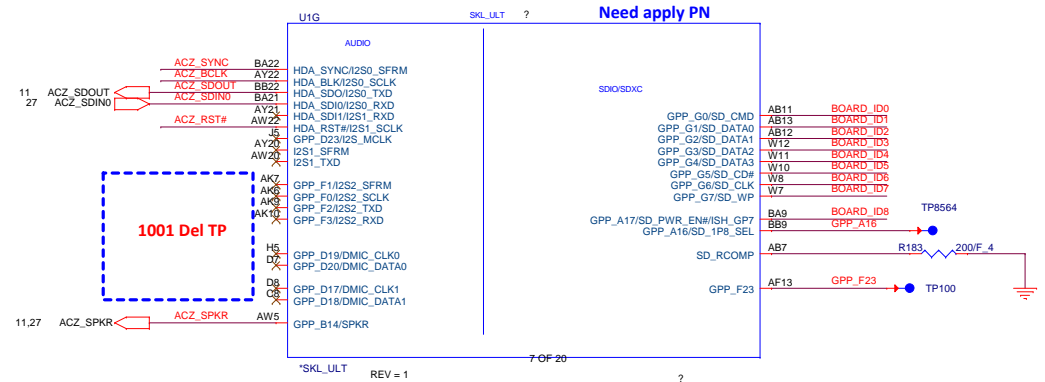 U1G
SKL_ULT ?
Need apply PN
AUDIO
SDIO/SDXC
ACZ_SYNC BA22 HDA_SYNC/I2S0_SFRM
ACZ_BCLK AY22 HDA_BLK/I2S0_SCLK
11 ACZ_SDOUT ACZ_SDOUT BB22 HDA_SDO/I2S0_TXD
27 ACZ_SDIN0 ACZ_SDIN0 BA21 HDA_SDI0/I2S0_RXD
AY21 HDA_SDI1/I2S1_RXD
ACZ_RST# AW22 HDA_RST#/I2S1_SCLK
J5 GPP_D23/I2S_MCLK
AY20 I2S1_SFRM
AW20 I2S1_TXD
AK7 GPP_F1/I2S2_SFRM
AK6 GPP_F0/I2S2_SCLK
AK9 GPP_F2/I2S2_TXD
AK10 GPP_F3/I2S2_RXD
1001 Del TP
H5 GPP_D19/DMIC_CLK0
D7 GPP_D20/DMIC_DATA0
D8 GPP_D17/DMIC_CLK1
C8 GPP_D18/DMIC_DATA1
11,27 ACZ_SPKR ACZ_SPKR AW5 GPP_B14/SPKR
GPP_G0/SD_CMD AB11 BOARD_ID0
GPP_G1/SD_DATA0 AB13 BOARD_ID1
GPP_G2/SD_DATA1 AB12 BOARD_ID2
GPP_G3/SD_DATA2 W12 BOARD_ID3
GPP_G4/SD_DATA3 W11 BOARD_ID4
GPP_G5/SD_CD# W10 BOARD_ID5
GPP_G6/SD_CLK W8 BOARD_ID6
GPP_G7/SD_WP W7 BOARD_ID7
GPP_A17/SD_PWR_EN#/ISH_GP7 BA9 BOARD_ID8
GPP_A16/SD_1P8_SEL BB9 GPP_A16 TP8564
SD_RCOMP AB7 R183 200/F_4
GPP_F23 AF13 GPP_F23 TP100
*SKL_ULT
REV = 1
7 OF 20
?